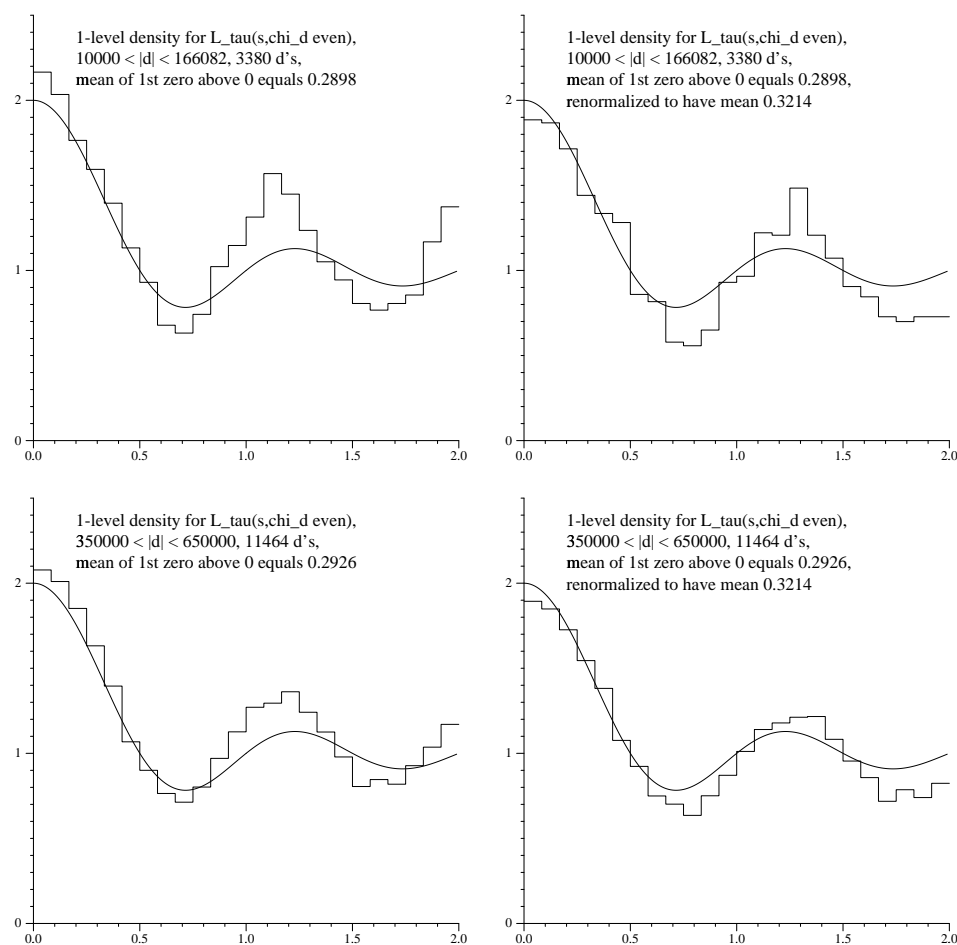 1-level density for L_tau(s,chi_d even),
10000 < |d| < 166082, 3380 d's,
mean of 1st zero above 0 equals 0.2898
2
1
0
0.0 0.5 1.0 1.5 2.0
1-level density for L_tau(s,chi_d even),
10000 < |d| < 166082, 3380 d's,
mean of 1st zero above 0 equals 0.2898,
renormalized to have mean 0.3214
2
1
0
0.0 0.5 1.0 1.5 2.0
1-level density for L_tau(s,chi_d even),
350000 < |d| < 650000, 11464 d's,
mean of 1st zero above 0 equals 0.2926
2
1
0
0.0 0.5 1.0 1.5 2.0
1-level density for L_tau(s,chi_d even),
350000 < |d| < 650000, 11464 d's,
mean of 1st zero above 0 equals 0.2926,
renormalized to have mean 0.3214
2
1
0
0.0 0.5 1.0 1.5 2.0